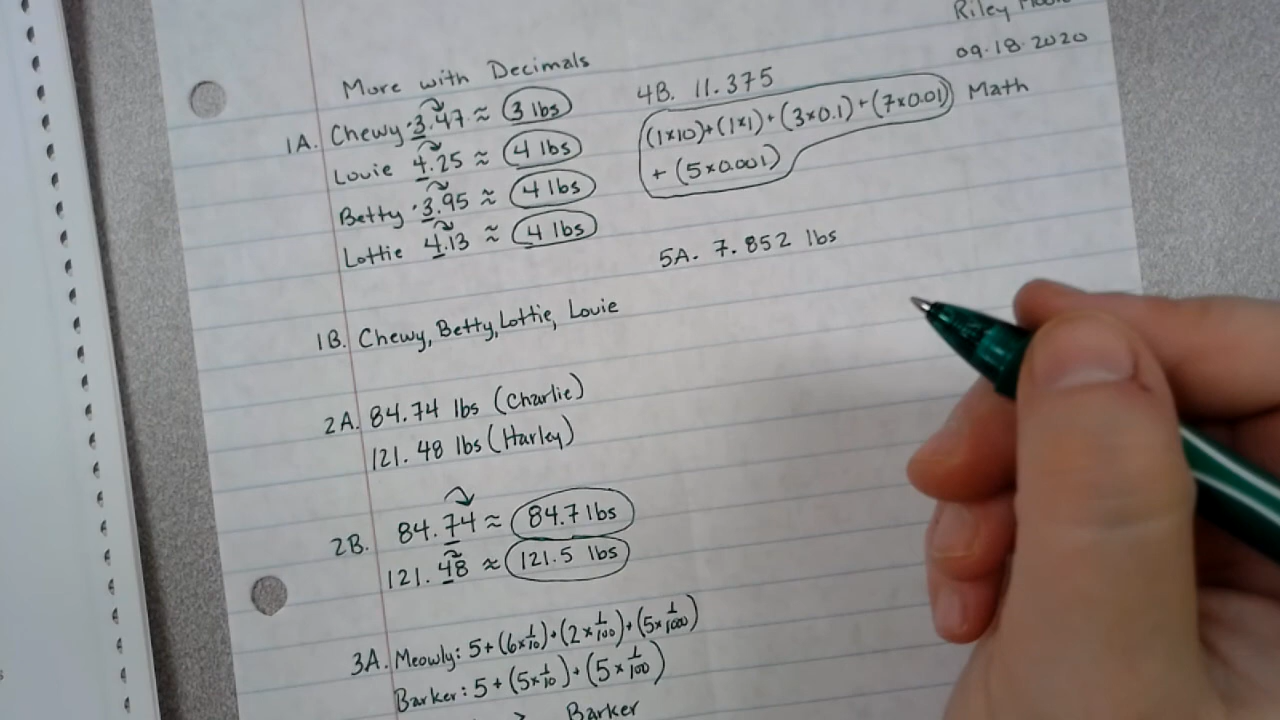 Riley
09.18.2020
Math
More with Decimals
1A. Chewy · 3.47 ≈ 3 lbs
Louie 4.25 ≈ 4 lbs
Betty · 3.95 ≈ 4 lbs
Lottie 4.13 ≈ 4 lbs
1B. Chewy, Betty, Lottie, Louie
2A. 84.74 lbs (Charlie)
121.48 lbs (Harley)
2B. 84.74 ≈ 84.7 lbs
121.48 ≈ 121.5 lbs
3A. Meowly: 5 + (6 × 1/10) + (2 × 1/100) + (5 × 1/1000)
Barker: 5 + (5 × 1/10) + (5 × 1/100)
> Barker
4B. 11.375
(1×10) + (1×1) + (3×0.1) + (7×0.01)
+ (5×0.001)
5A. 7.852 lbs